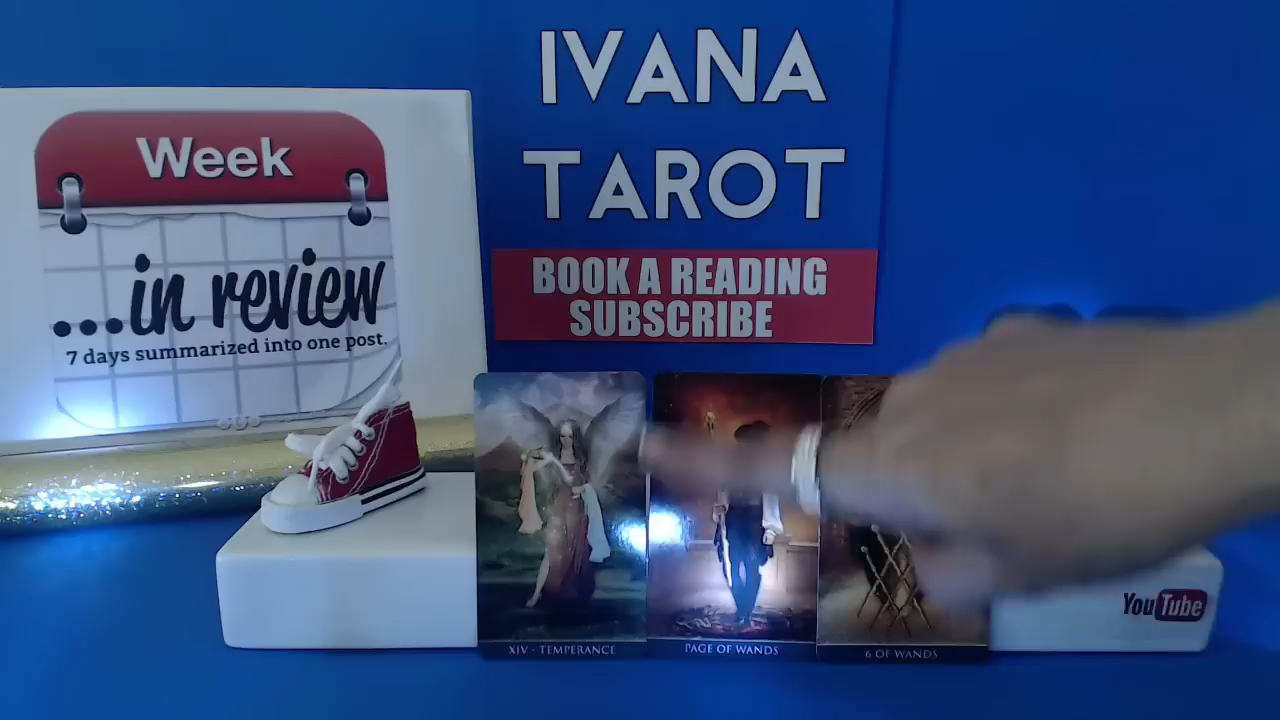 Week
...in review
7 days summarized into one post.
IVANA
TAROT
BOOK A READING
SUBSCRIBE
XIV - TEMPERANCE
PAGE OF WANDS
6 OF WANDS
YouTube